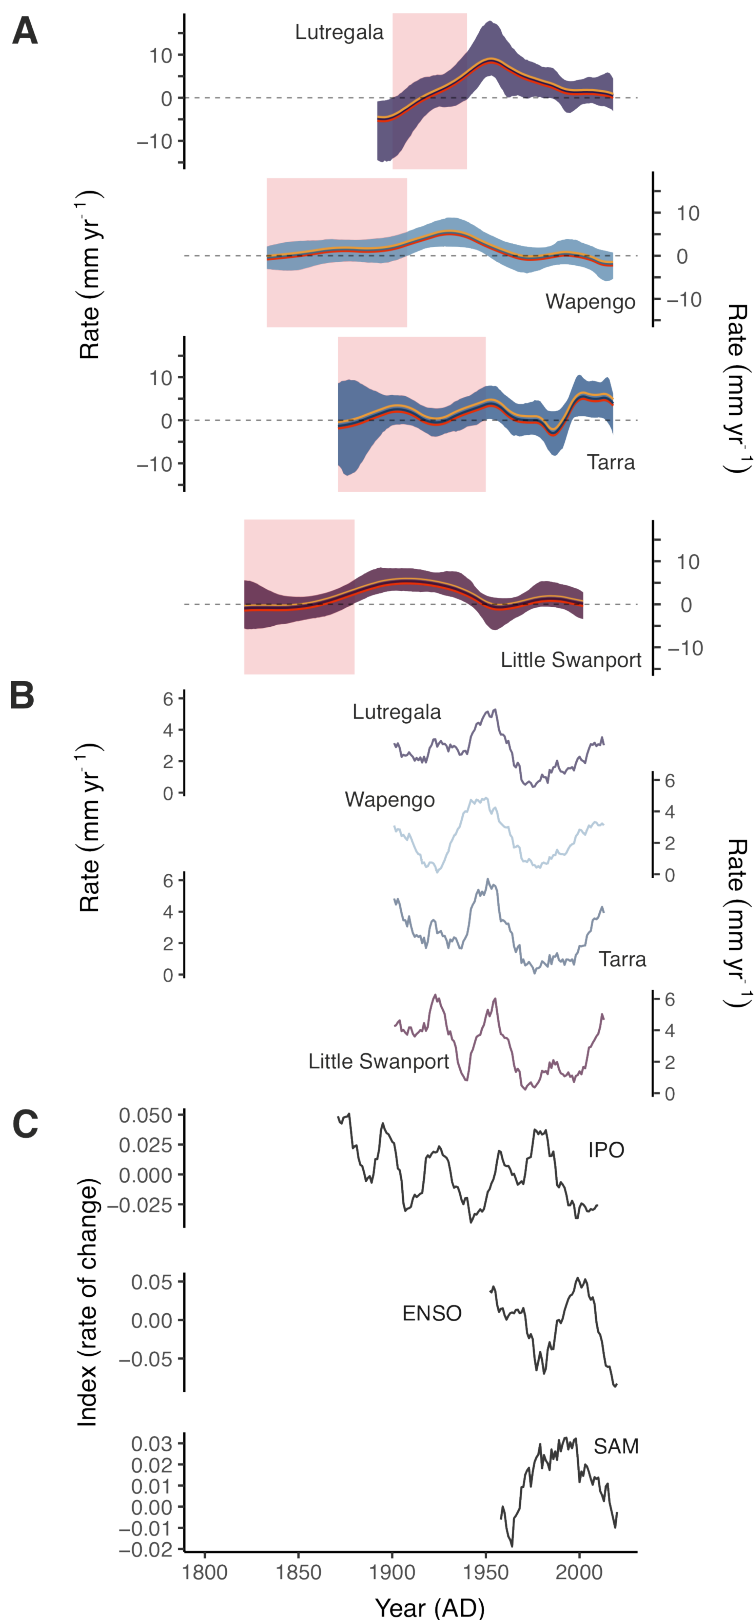 A
Lutregala
10
0
−10
Rate (mm yr-1)
10
0
−10
Wapengo
Rate (mm yr-1)
10
0
−10
Tarra
10
0
−10
Little Swanport
B
6
4
2
0
Lutregala
Rate (mm yr-1)
6
4
2
0
Wapengo
Rate (mm yr-1)
6
4
2
0
Tarra
6
4
2
0
Little Swanport
C
0.050
0.025
0.000
−0.025
IPO
Index (rate of change)
0.05
0.00
−0.05
ENSO
0.03
0.02
0.01
0.00
−0.01
−0.02
SAM
1800 1850 1900 1950 2000
Year (AD)